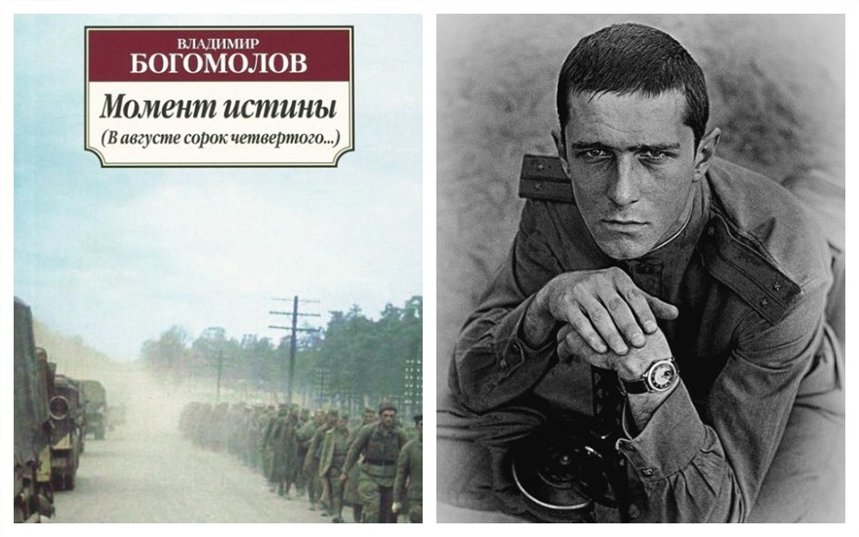 ВЛАДИМИР
БОГОМОЛОВ
Момент истины
(В августе сорок четвертого...)